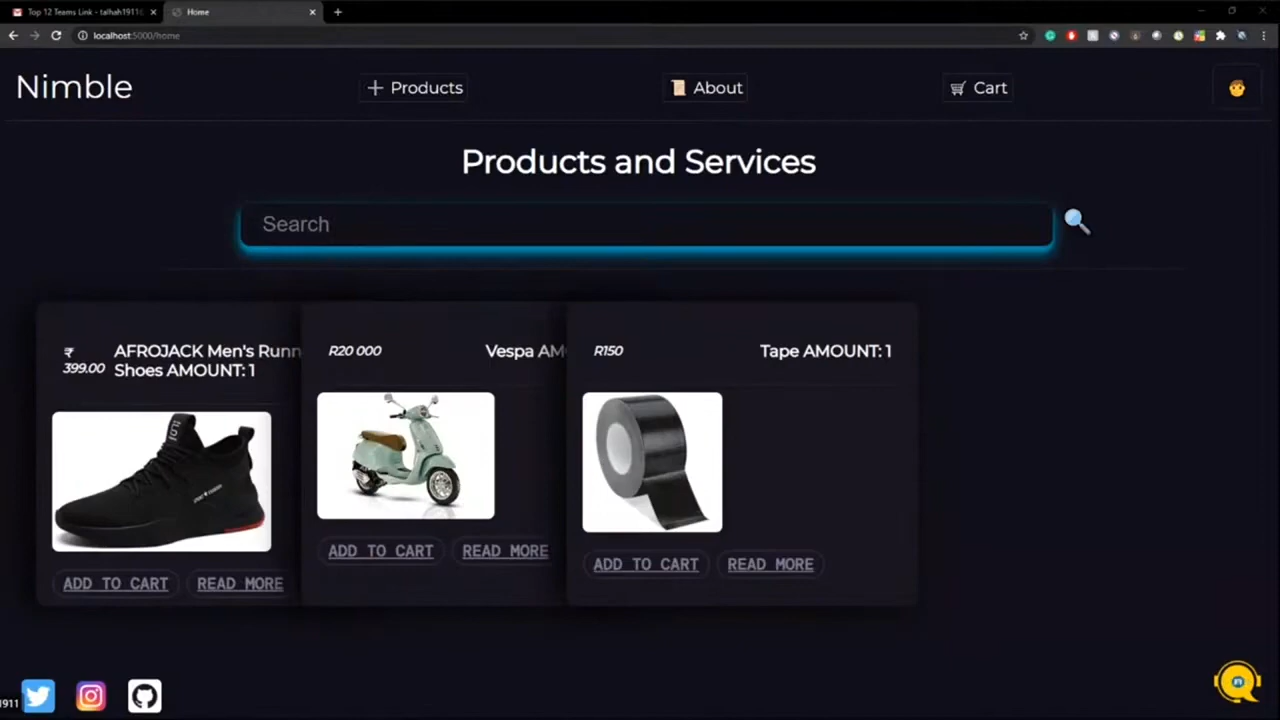 Top 12 Teams Link - talhah1911
Home
localhost:5000/home
Nimble
Products
About
Cart
Products and Services
Search
₹ 399.00
AFROJACK Men's Runn
Shoes AMOUNT: 1
ADD TO CART
READ MORE
R20 000
Vespa AM
ADD TO CART
READ MORE
R150
Tape AMOUNT: 1
ADD TO CART
READ MORE
1911